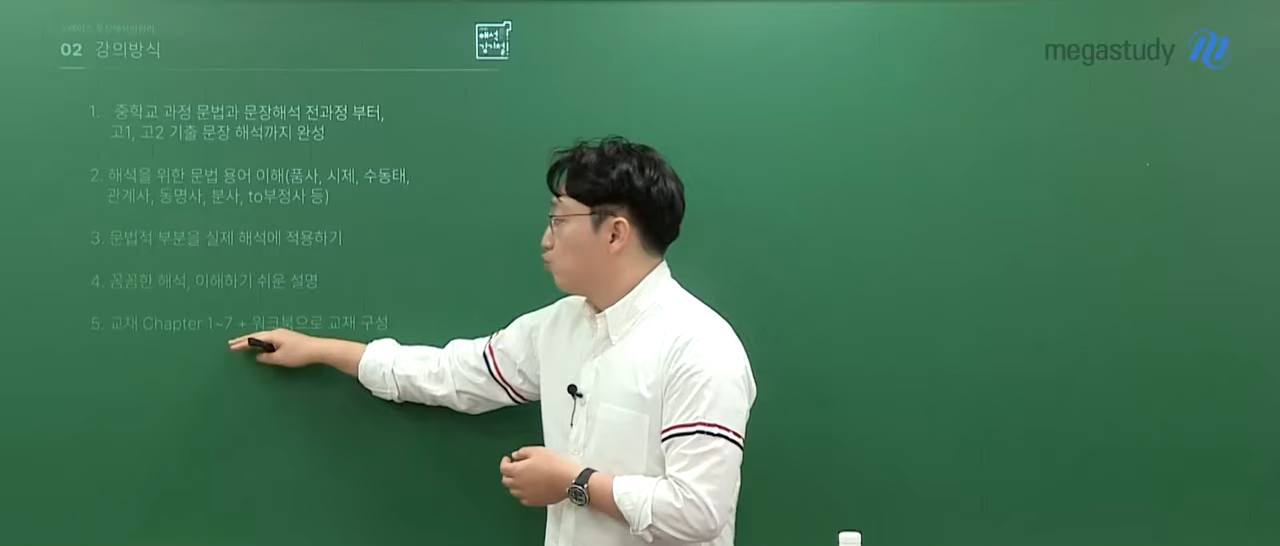 02 강의방식
해석
megastudy
1. 중학교 과정 문법과 문장해석 전과정 부터,
고1, 고2 기출 문장 해석까지 완성
2. 해석을 위한 문법 용어 이해(품사, 시제, 수동태,
관계사, 동명사, 분사, to부정사 등)
3. 문법적 부분을 실제 해석에 적용하기
4. 꼼꼼한 해석, 이해하기 쉬운 설명
5. 교재 Chapter 1~7 + 워크북으로 교재 구성